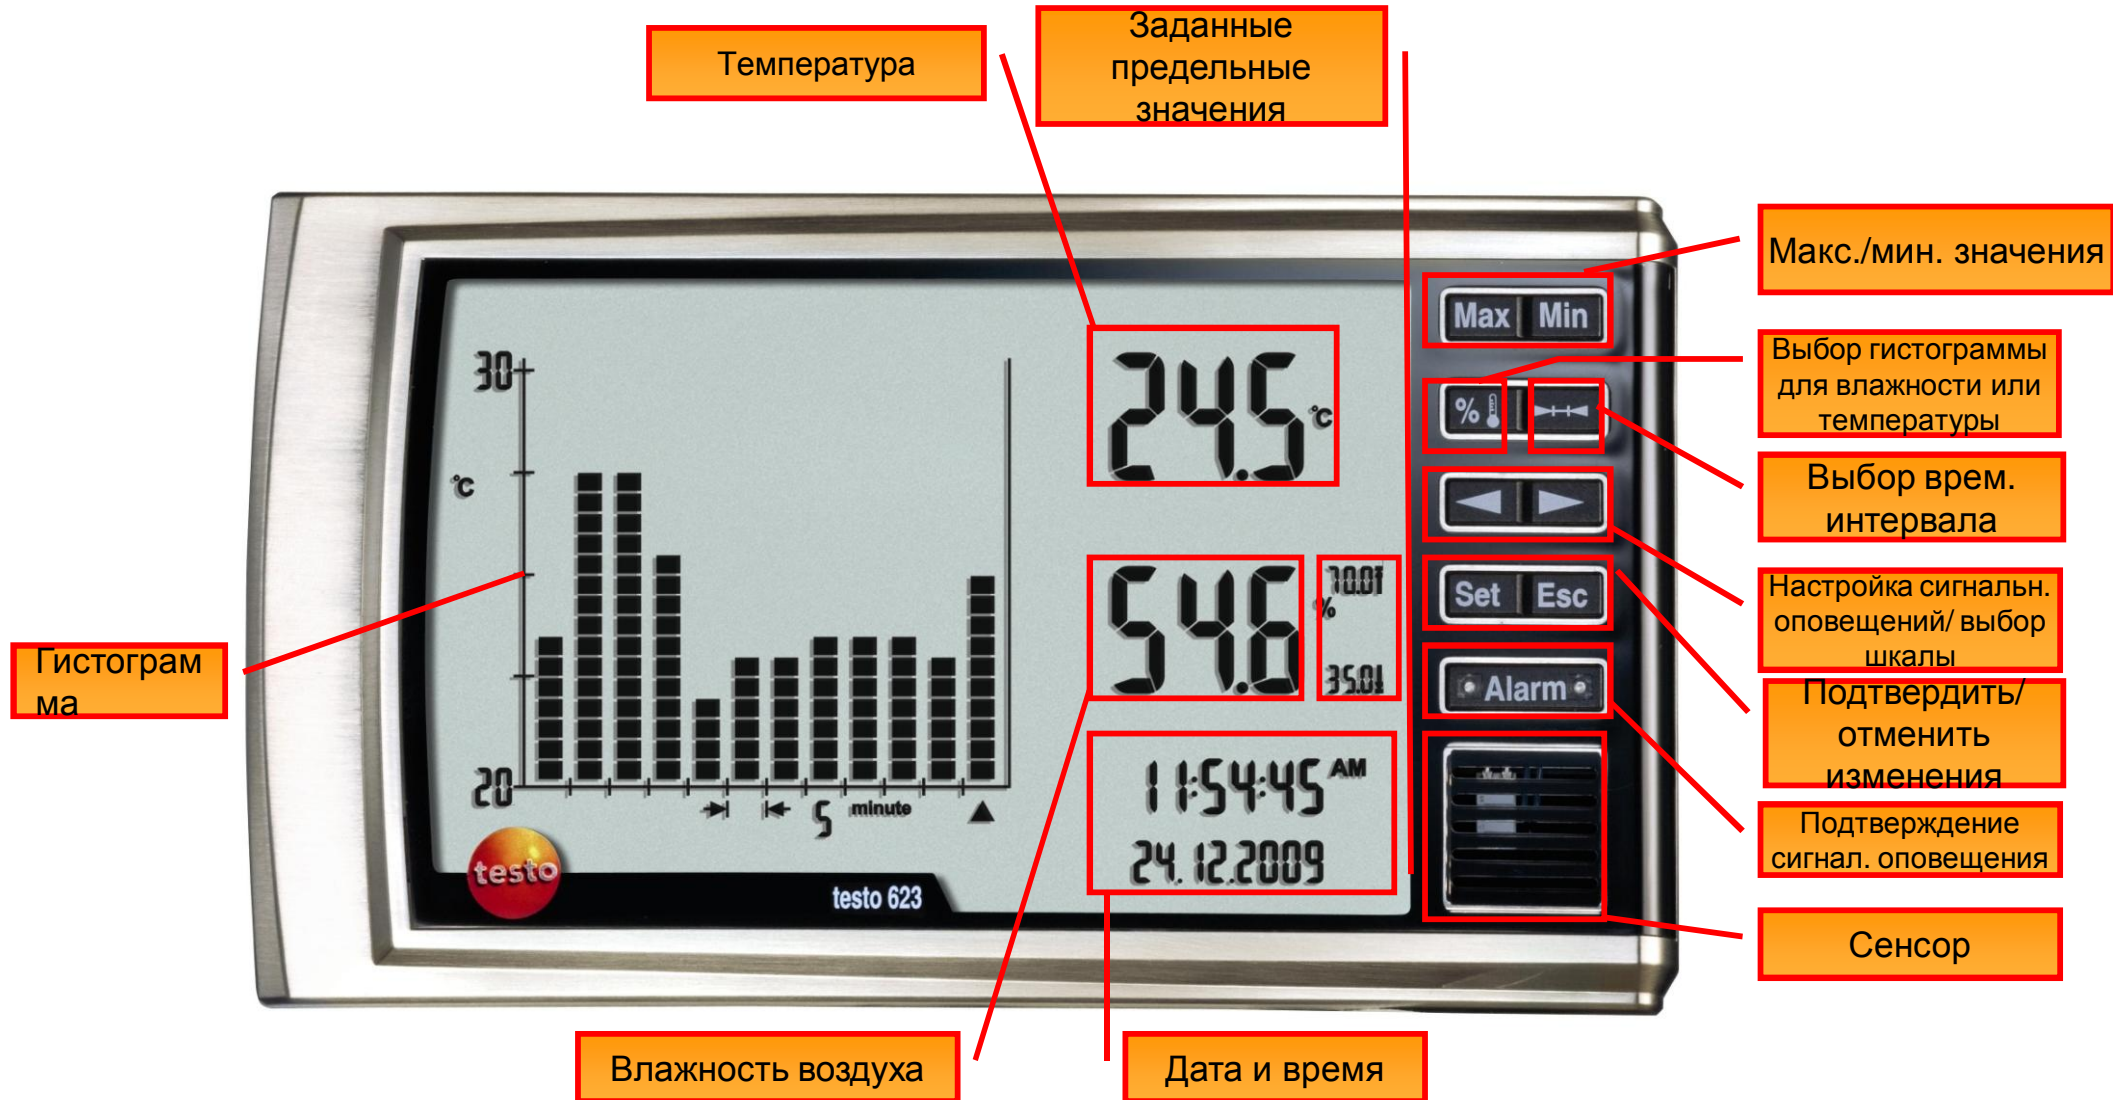 Температура
Заданные
предельные
значения
Макс./мин. значения
Выбор гистограммы
для влажности или
температуры
Выбор врем.
интервала
Настройка сигнальн.
оповещений/ выбор
шкалы
Подтвердить/
отменить
изменения
Подтверждение
сигнал. оповещения
Сенсор
Гистограм
ма
Влажность воздуха
Дата и время
30
°C
20
5 minute
24.5 °C
54.6 %
70.0
35.0
11:54:45 AM
24.12.2009
testo
testo 623
Max Min
%
Set Esc
Alarm